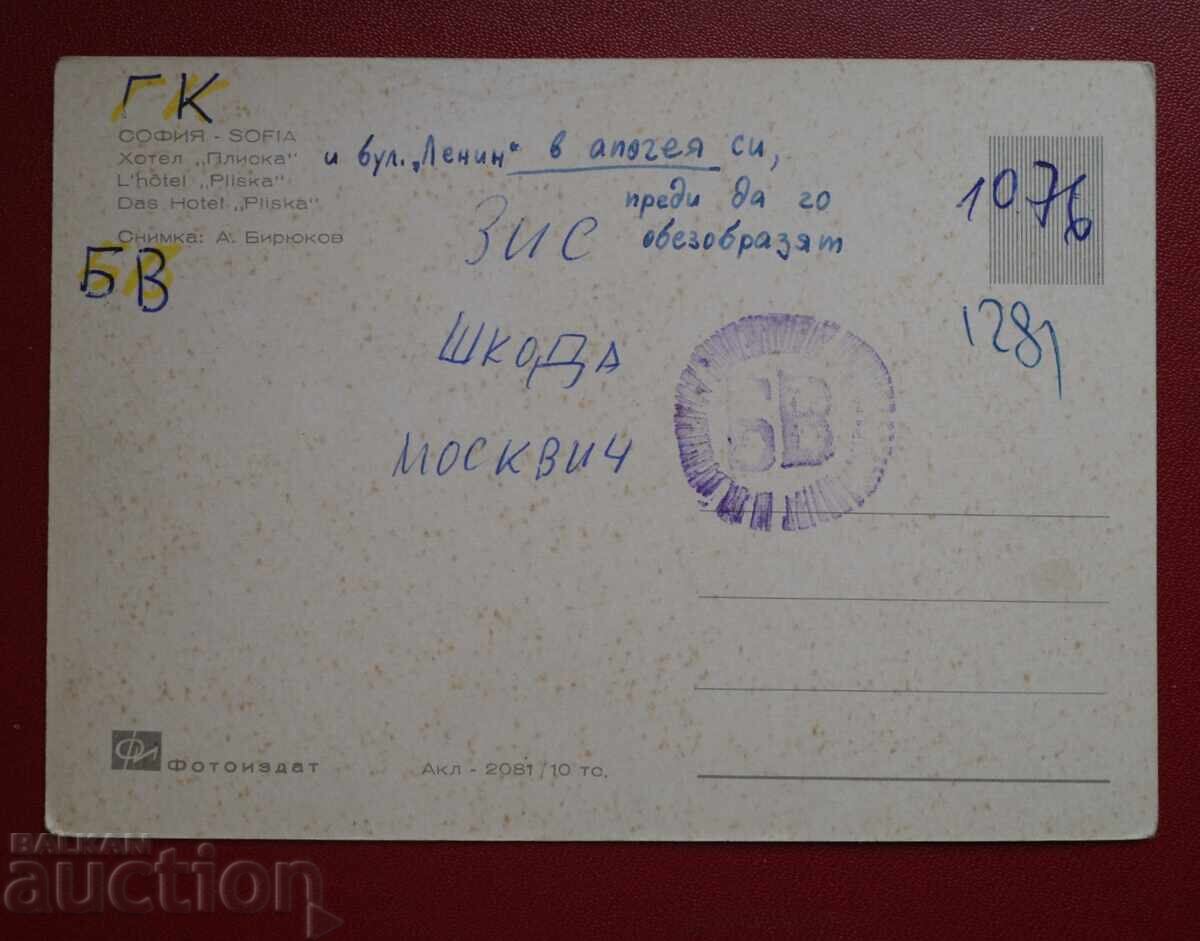 ГК
СОФИЯ - SOFIA
Хотел „Плиска“ и бул. „Ленин“ в апогея си,
L'hôtel „Pliska“
Das Hotel „Pliska“
преди да го
обезобразят
Снимка: А. Бирюков
ЗИС
1076
БВ
1281
ШКОДА
БВ
МОСКВИЧ
Фотоиздат
Акл - 2081/10 то.
BALKAN
auction